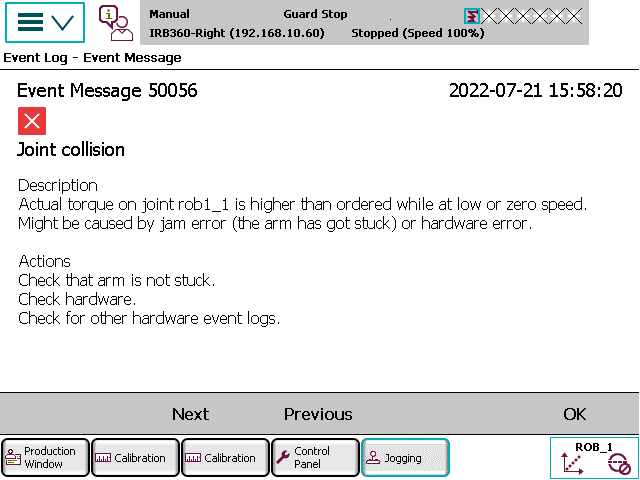 Manual Guard Stop
IRB360-Right (192.168.10.60) Stopped (Speed 100%)
Event Log - Event Message
Event Message 50056 2022-07-21 15:58:20
Joint collision
Description
Actual torque on joint rob1_1 is higher than ordered while at low or zero speed.
Might be caused by jam error (the arm has got stuck) or hardware error.
Actions
Check that arm is not stuck.
Check hardware.
Check for other hardware event logs.
Next Previous OK
Production
Window
Calibration
Calibration
Control
Panel
Jogging
ROB_1